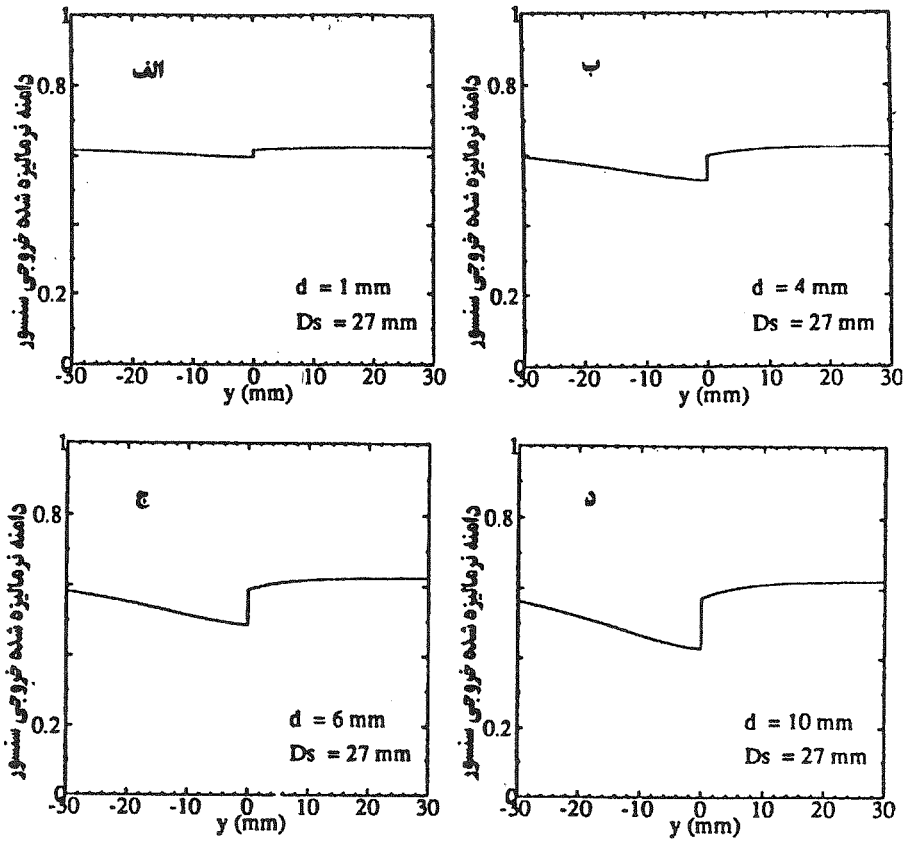 دامنه نرمالیزه شده خروجی سنسور
1
0.8
0.2
0
الف
d = 1 mm
Ds = 27 mm
-30 -20 -10 0 10 20 30
y (mm)
دامنه نرمالیزه شده خروجی سنسور
1
0.8
0.2
0
ب
d = 4 mm
Ds = 27 mm
-30 -20 -10 0 10 20 30
y (mm)
دامنه نرمالیزه شده خروجی سنسور
1
0.8
0.2
0
ج
d = 6 mm
Ds = 27 mm
-30 -20 -10 0 10 20 30
y (mm)
دامنه نرمالیزه شده خروجی سنسور
1
0.8
0.2
0
د
d = 10 mm
Ds = 27 mm
-30 -20 -10 0 10 20 30
y (mm)